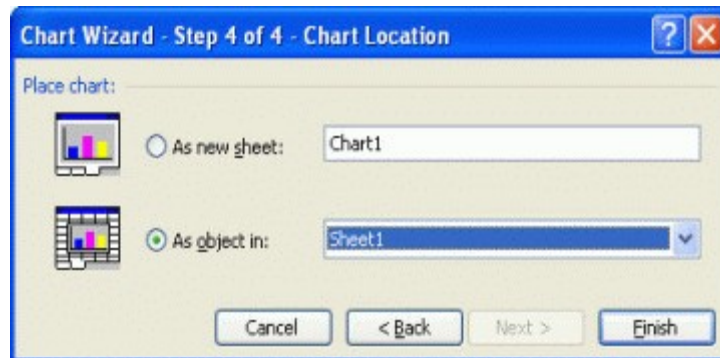 Chart Wizard - Step 4 of 4 - Chart Location
Place chart:
As new sheet: Chart1
As object in: Sheet1
Cancel < Back Next > Finish